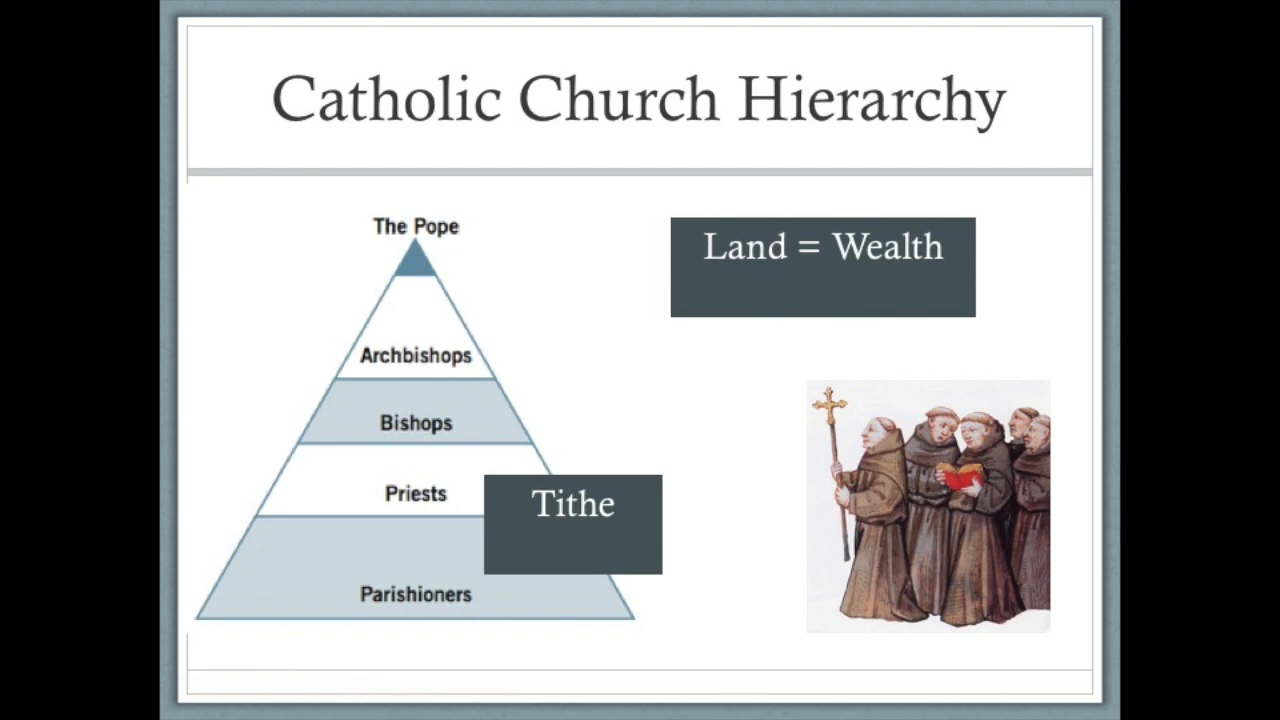 Catholic Church Hierarchy
The Pope
Archbishops
Bishops
Priests
Parishioners
Land = Wealth
Tithe